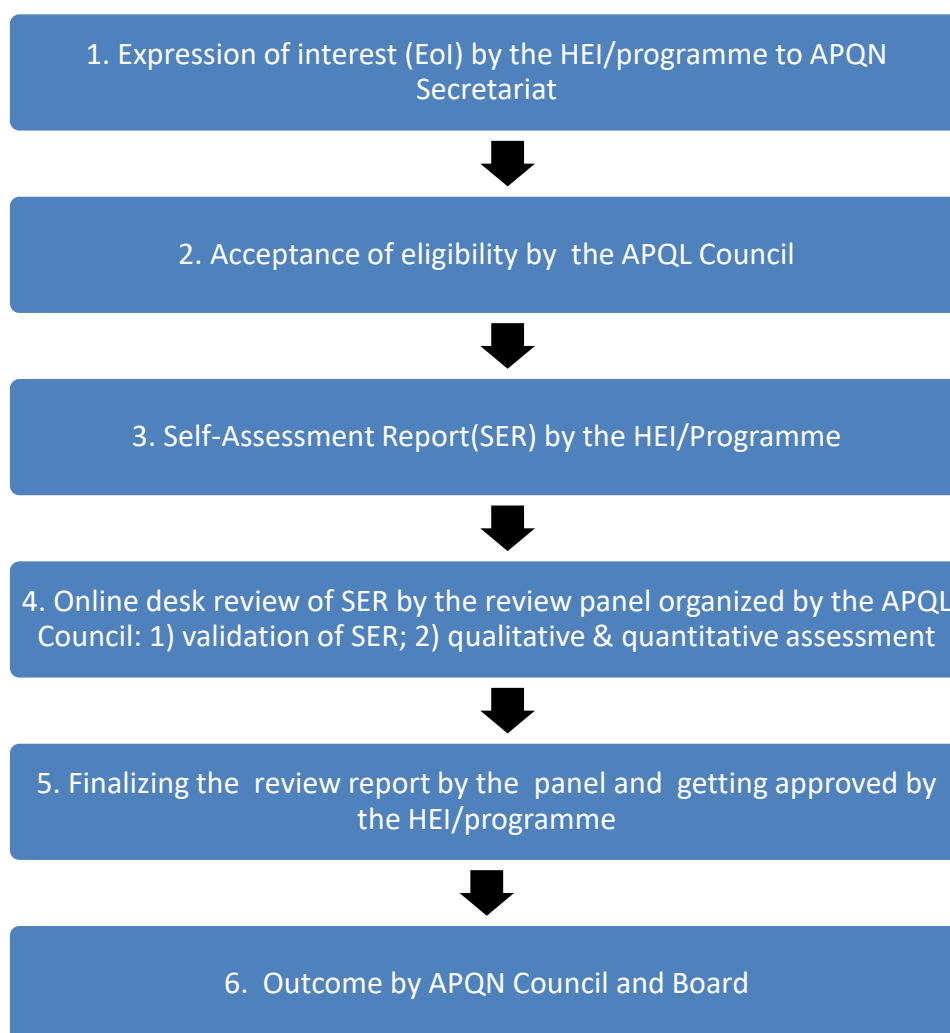 1. Expression of interest (EoI) by the HEI/programme to APQN
Secretariat
2. Acceptance of eligibility by  the APQL Council
3. Self-Assessment Report(SER) by the HEI/Programme
4. Online desk review of SER by the review panel organized by the APQL
Council: 1) validation of SER; 2) qualitative & quantitative assessment
5. Finalizing the  review report by the  panel and  getting approved by
the HEI/programme
6.  Outcome by APQN Council and Board